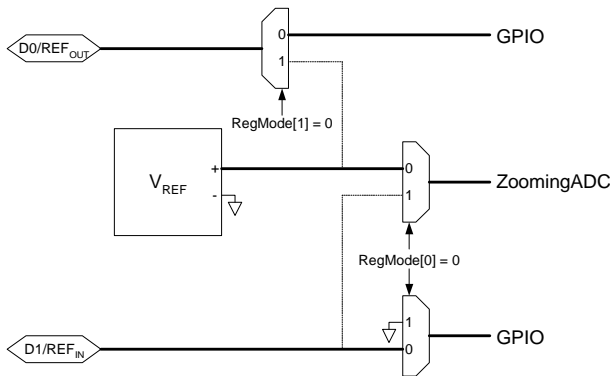 D0/REF_OUT
0
GPIO
1
RegMode[1] = 0
V_REF
+
-
0
1
ZoomingADC
RegMode[0] = 0
1
0
GPIO
D1/REF_IN